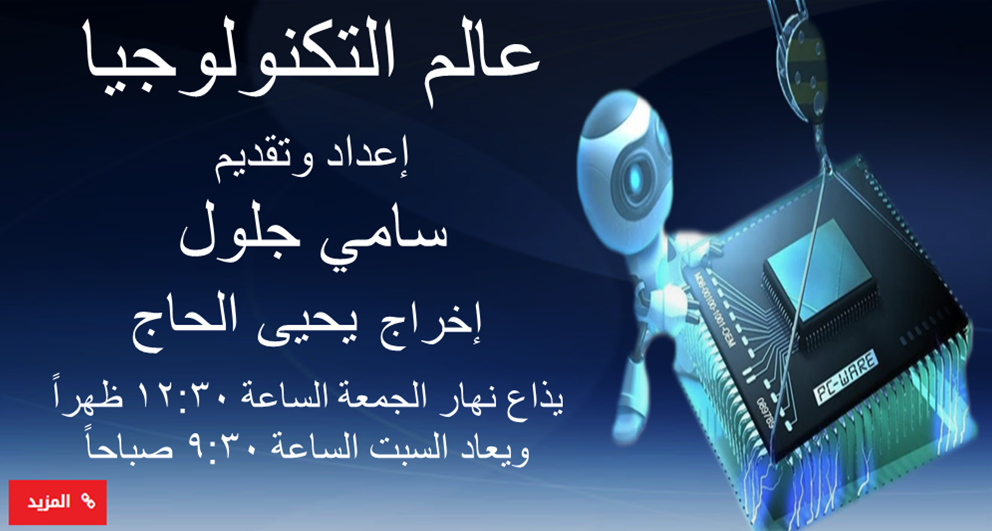 عالم التكنولوجيا
إعداد وتقديم
سامي جلول
إخراج يحيى الحاج
يذاع نهار الجمعة الساعة ١٢:٣٠ ظهراً
ويعاد السبت الساعة ٩:٣٠ صباحاً
المزيد
PC-WARE